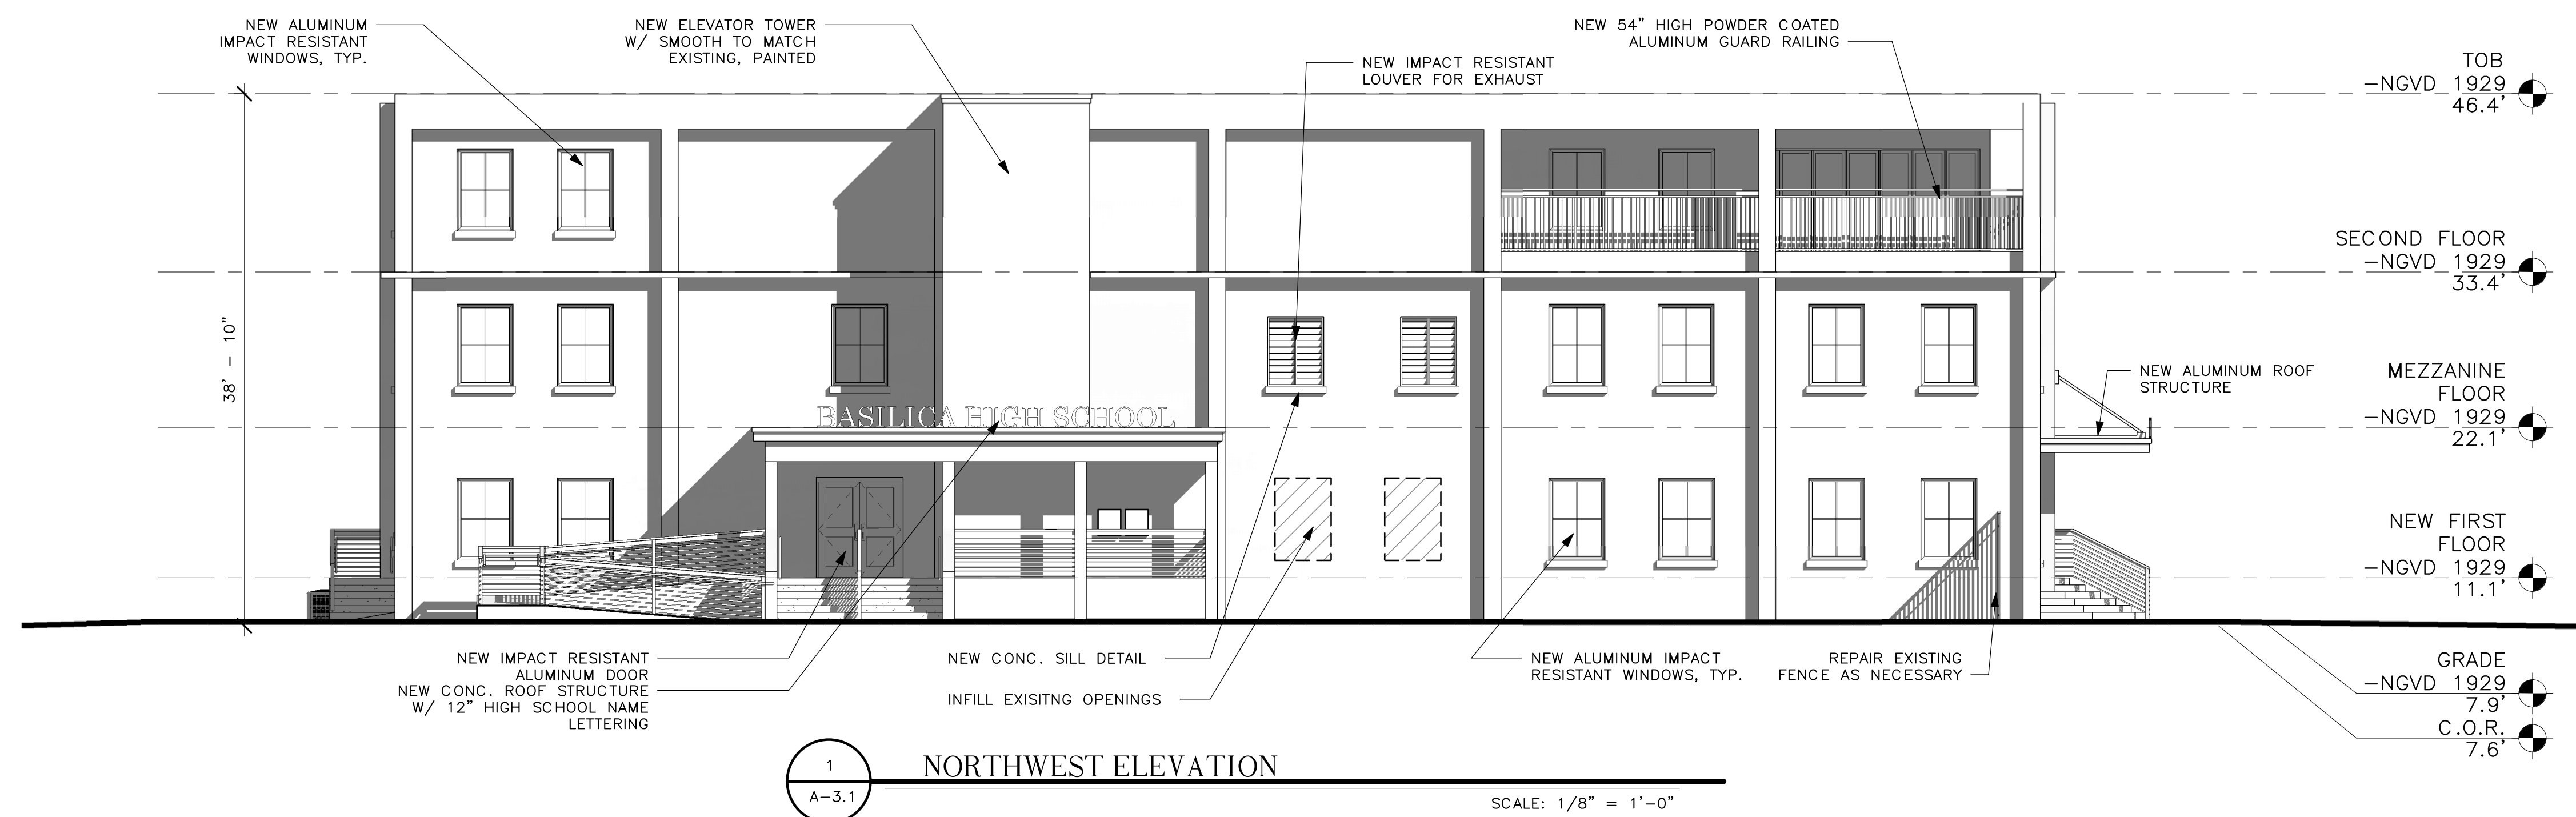 NEW ALUMINUM
IMPACT RESISTANT
WINDOWS, TYP.
NEW ELEVATOR TOWER
W/ SMOOTH TO MATCH
EXISTING, PAINTED
NEW IMPACT RESISTANT
LOUVER FOR EXHAUST
NEW 54" HIGH POWDER COATED
ALUMINUM GUARD RAILING
TOB
-NGVD 1929
46.4'
SECOND FLOOR
-NGVD 1929
33.4'
MEZZANINE
FLOOR
-NGVD 1929
22.1'
NEW FIRST
FLOOR
-NGVD 1929
11.1'
GRADE
-NGVD 1929
7.9'
C.O.R.
7.6'
38' - 10"
BASILICA HIGH SCHOOL
NEW ALUMINUM ROOF
STRUCTURE
NEW IMPACT RESISTANT
ALUMINUM DOOR
NEW CONC. ROOF STRUCTURE
W/ 12" HIGH SCHOOL NAME
LETTERING
NEW CONC. SILL DETAIL
INFILL EXISITNG OPENINGS
NEW ALUMINUM IMPACT
RESISTANT WINDOWS, TYP.
REPAIR EXISTING
FENCE AS NECESSARY
1
A-3.1
NORTHWEST ELEVATION
SCALE: 1/8" = 1'-0"